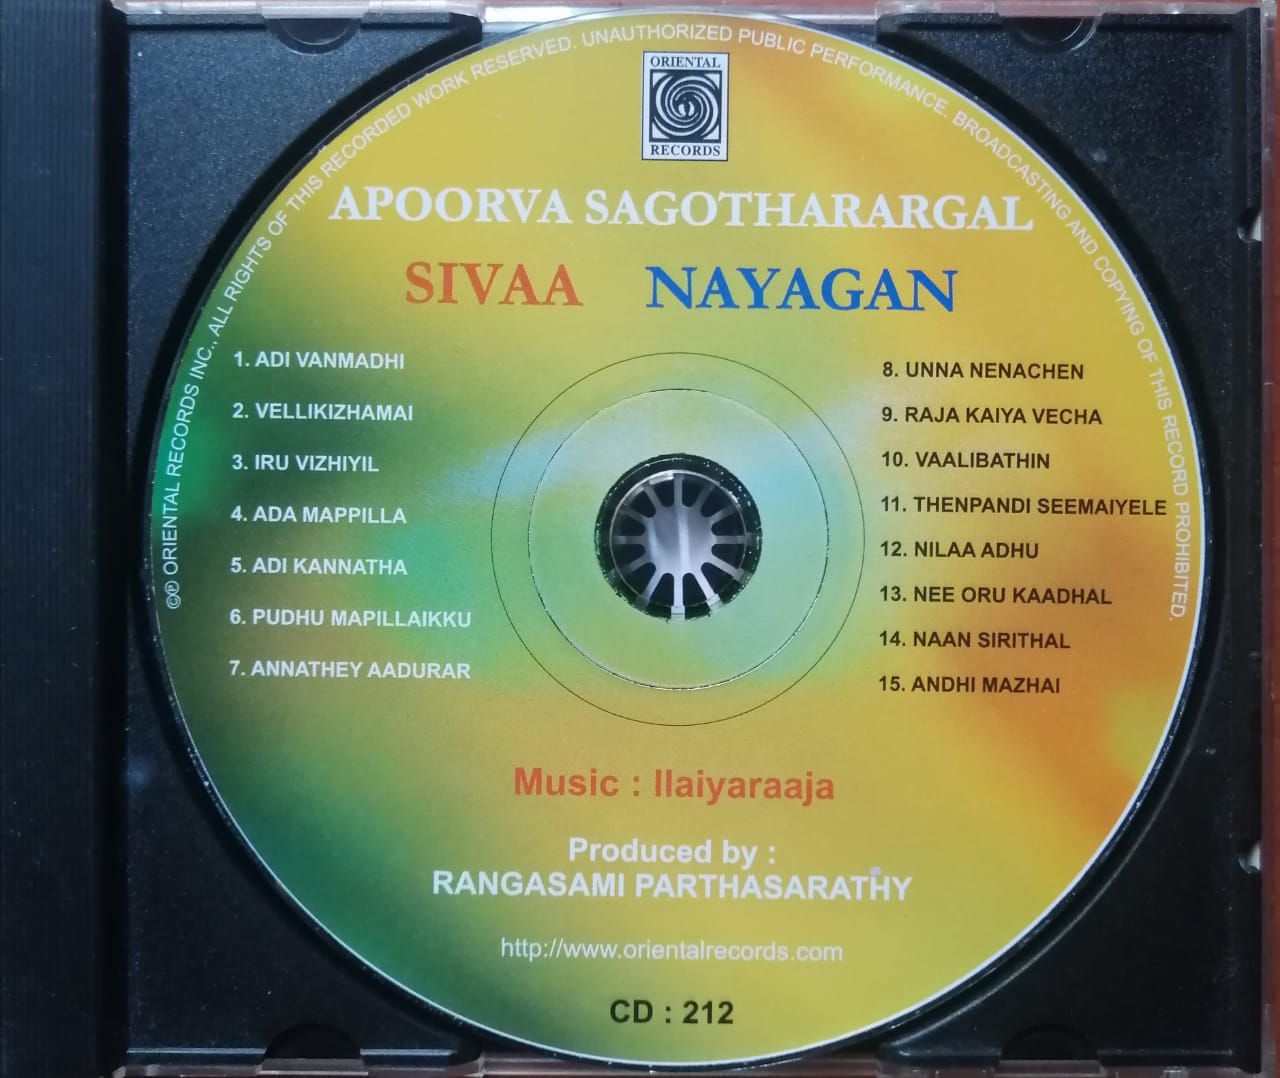 ©℗ ORIENTAL RECORDS INC., ALL RIGHTS OF THIS RECORDED WORK RESERVED. UNAUTHORIZED PUBLIC PERFORMANCE. BROADCASTING AND COPYING OF THIS RECORD PROHIBITED.
ORIENTAL
RECORDS
APOORVA SAGOTHARARGAL
SIVAA NAYAGAN
1. ADI VANMADHI
2. VELLIKIZHAMAI
3. IRU VIZHIYIL
4. ADA MAPPILLA
5. ADI KANNATHA
6. PUDHU MAPILLAIKKU
7. ANNATHEY AADURAR
8. UNNA NENACHEN
9. RAJA KAIYA VECHA
10. VAALIBATHIN
11. THENPANDI SEEMAIYELE
12. NILAA ADHU
13. NEE ORU KAADHAL
14. NAAN SIRITHAL
15. ANDHI MAZHAI
Music : Ilaiyaraaja
Produced by :
RANGASAMI PARTHASARATHY
http://www.orientalrecords.com
CD : 212